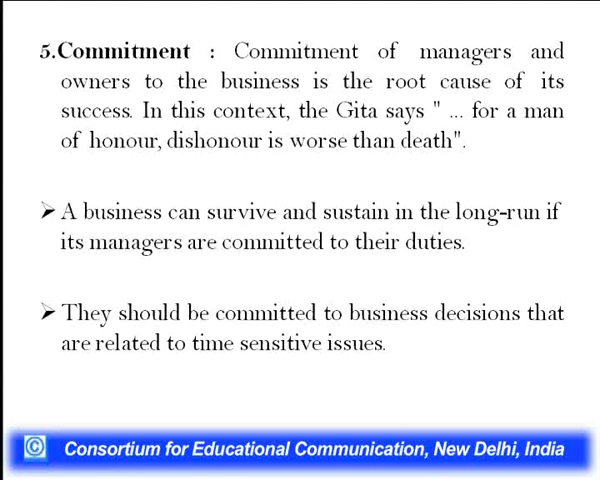 5.Commitment : Commitment of managers and
owners to the business is the root cause of its
success. In this context, the Gita says " ... for a man
of honour, dishonour is worse than death".
➢ A business can survive and sustain in the long-run if
its managers are committed to their duties.
➢ They should be committed to business decisions that
are related to time sensitive issues.
© Consortium for Educational Communication, New Delhi, India